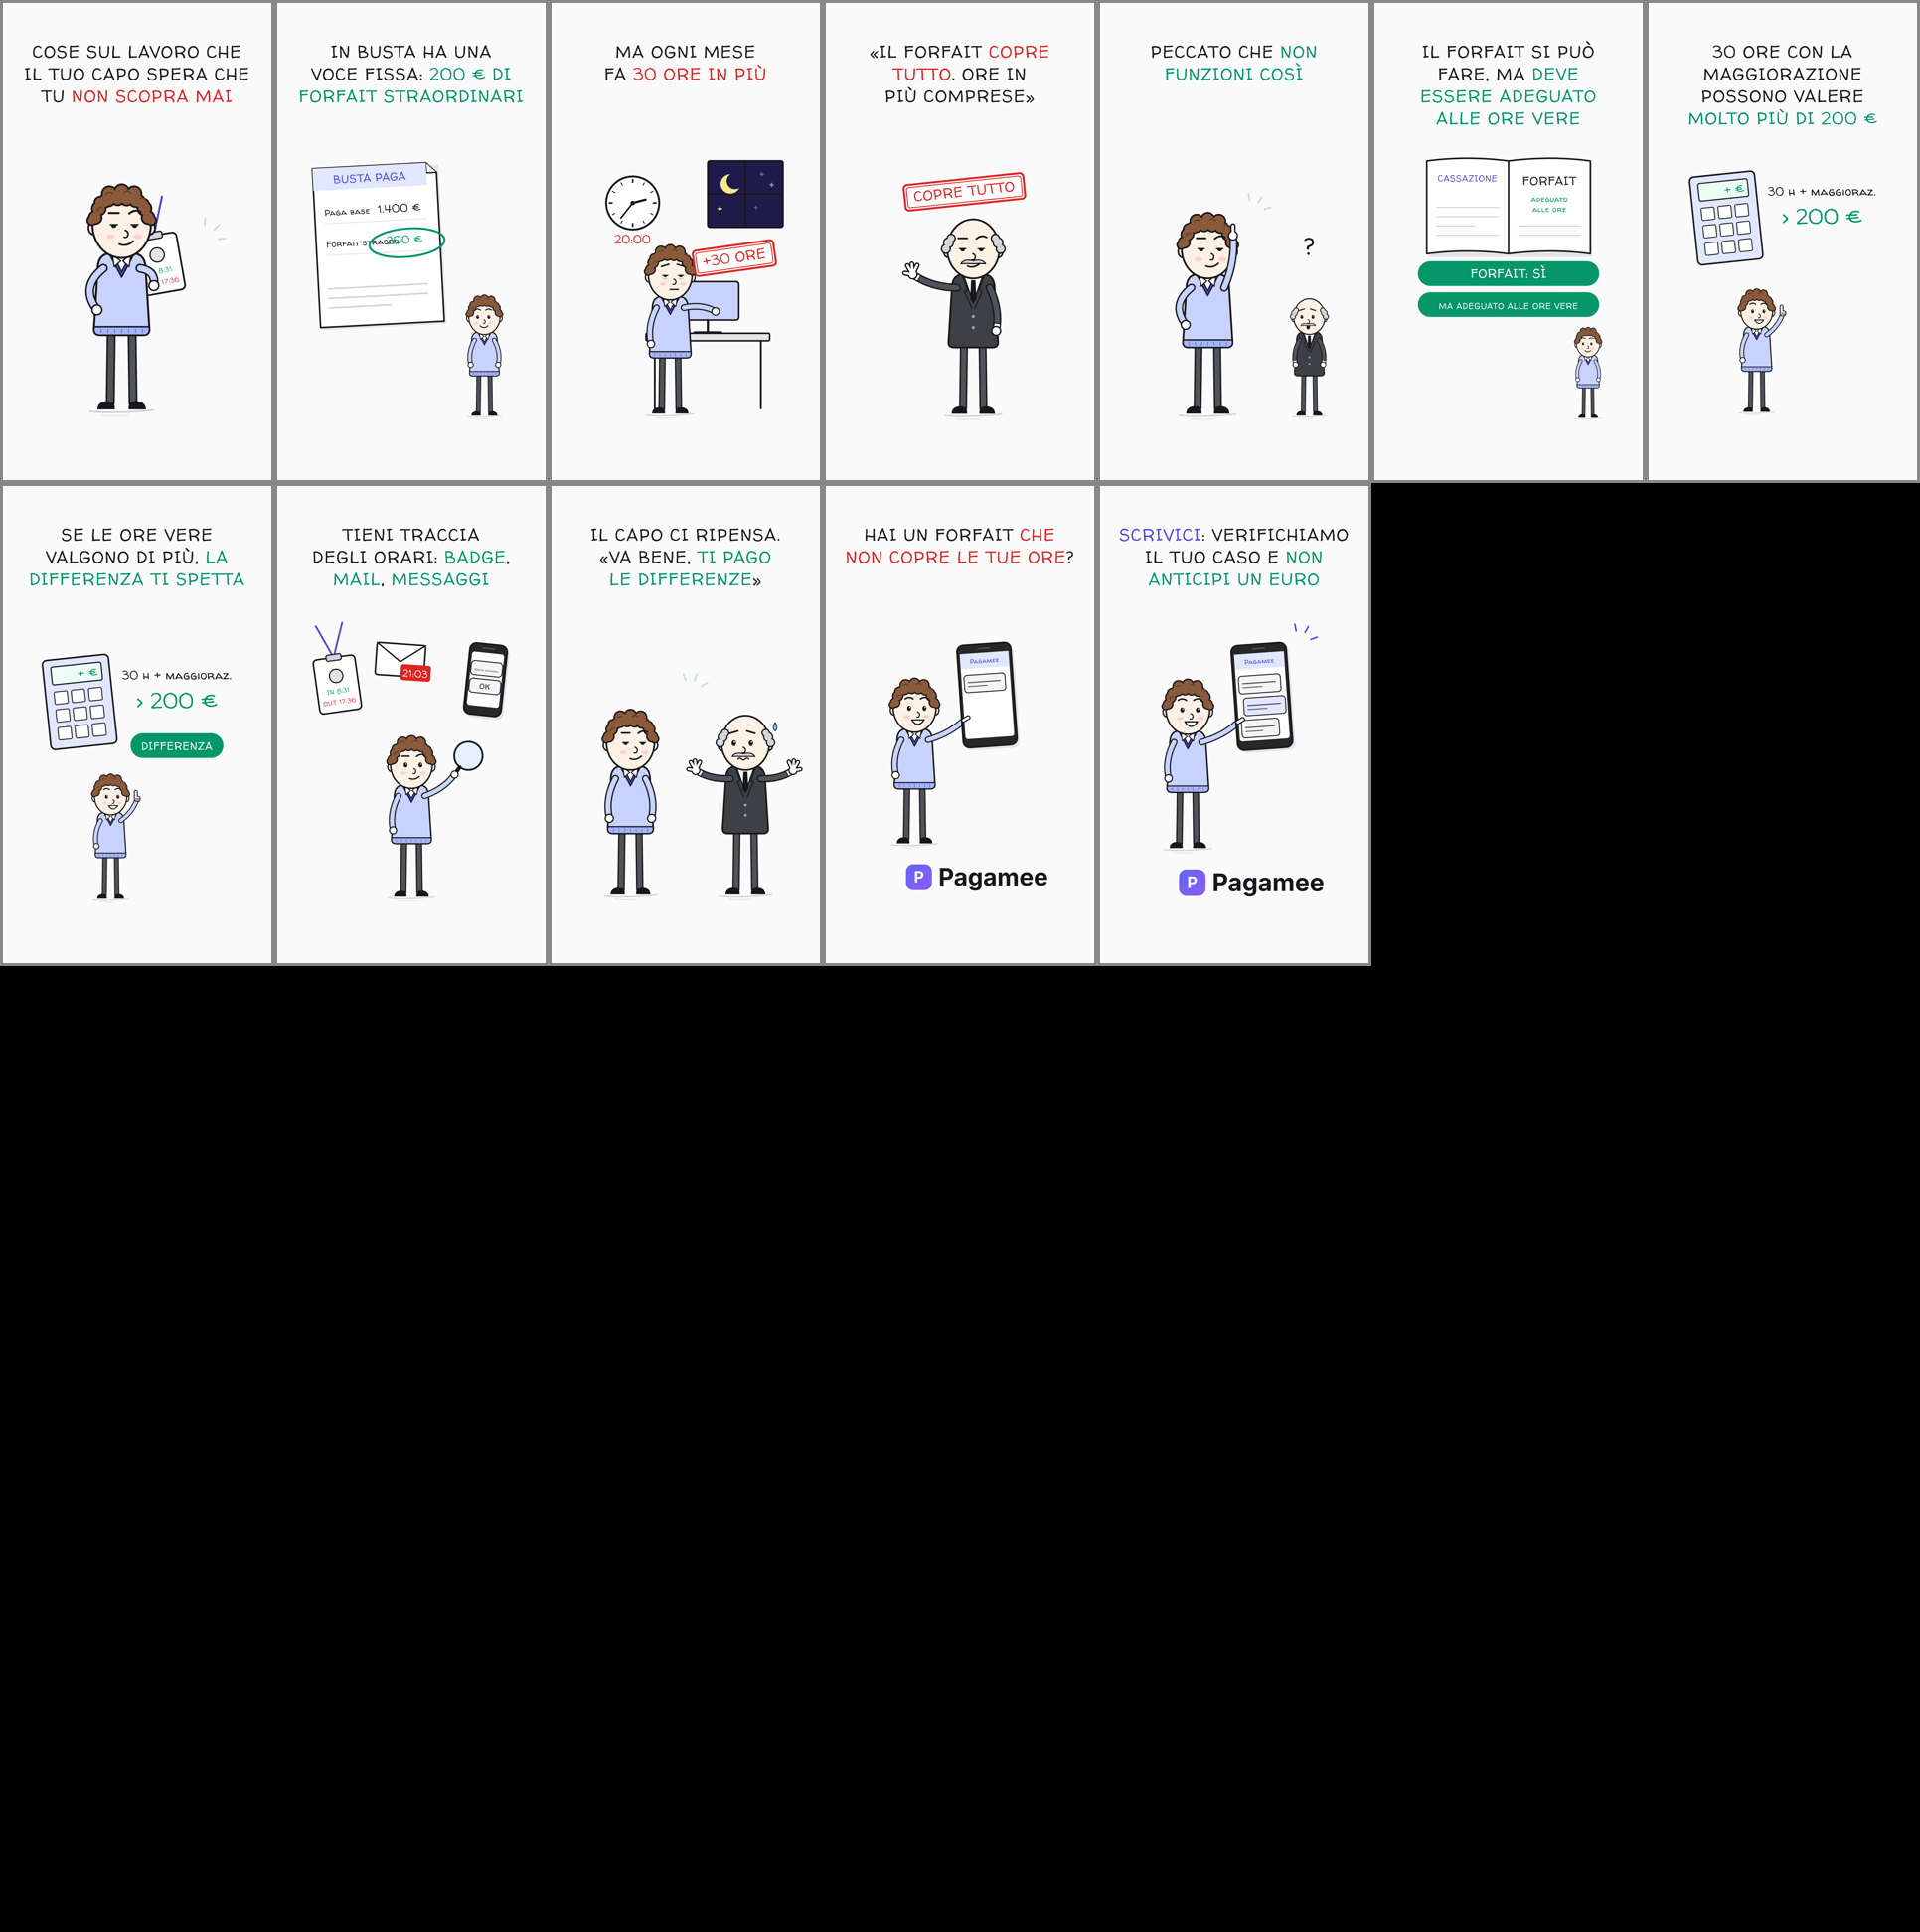 COSE SUL LAVORO CHE
IL TUO CAPO SPERA CHE
TU NON SCOPRA MAI
8:31
17:36
IN BUSTA HA UNA
VOCE FISSA: 200 € DI
FORFAIT STRAORDINARI
BUSTA PAGA
PAGA BASE 1.400 €
FORFAIT 200 €
MA OGNI MESE
FA 30 ORE IN PIÙ
20:00
+30 ORE
«IL FORFAIT COPRE
TUTTO. ORE IN
PIÙ COMPRESE»
COPRE TUTTO
PECCATO CHE NON
FUNZIONI COSÌ
?
IL FORFAIT SI PUÒ
FARE, MA DEVE
ESSERE ADEGUATO
ALLE ORE VERE
CASSAZIONE
FORFAIT
ADEGUATO
ALLE ORE
FORFAIT: SÌ
MA ADEGUATO ALLE ORE VERE
30 ORE CON LA
MAGGIORAZIONE
POSSONO VALERE
MOLTO PIÙ DI 200 €
+ €
30 H + MAGGIORAZ.
> 200 €
SE LE ORE VERE
VALGONO DI PIÙ, LA
DIFFERENZA TI SPETTA
+ €
30 H + MAGGIORAZ.
> 200 €
DIFFERENZA
TIENI TRACCIA
DEGLI ORARI: BADGE,
MAIL, MESSAGGI
IN 8:31
OUT 17:36
21:03
OK
IL CAPO CI RIPENSA.
«VA BENE, TI PAGO
LE DIFFERENZE»
HAI UN FORFAIT CHE
NON COPRE LE TUE ORE?
PAGAMEE
P Pagamee
SCRIVICI: VERIFICHIAMO
IL TUO CASO E NON
ANTICIPI UN EURO
PAGAMEE
P Pagamee